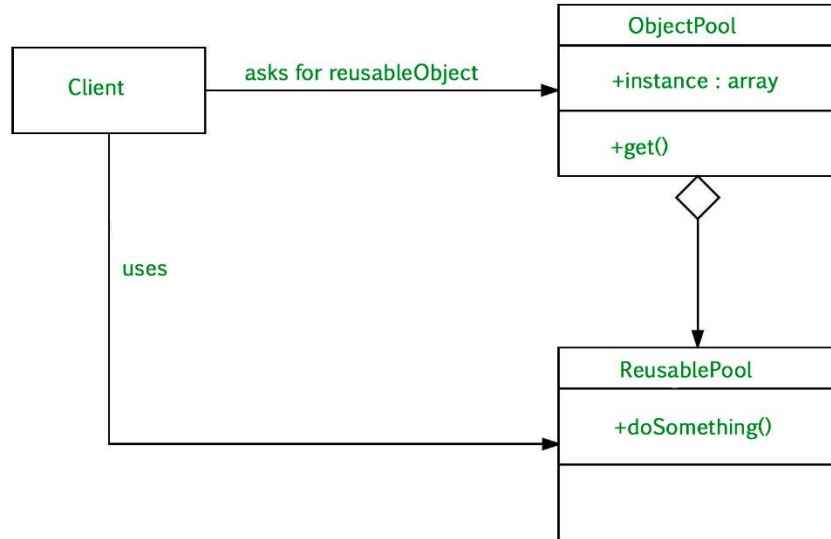 ObjectPool
Client
asks for reusableObject
+instance : array
+get()
uses
ReusablePool
+doSomething()